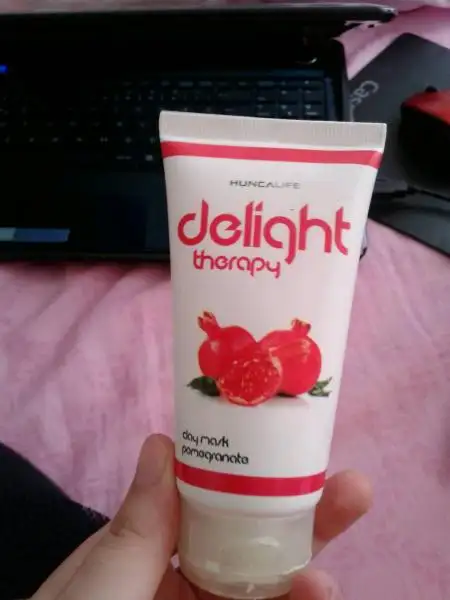 HUNCALIFE
delight
therapy
clay mask
pomegranate